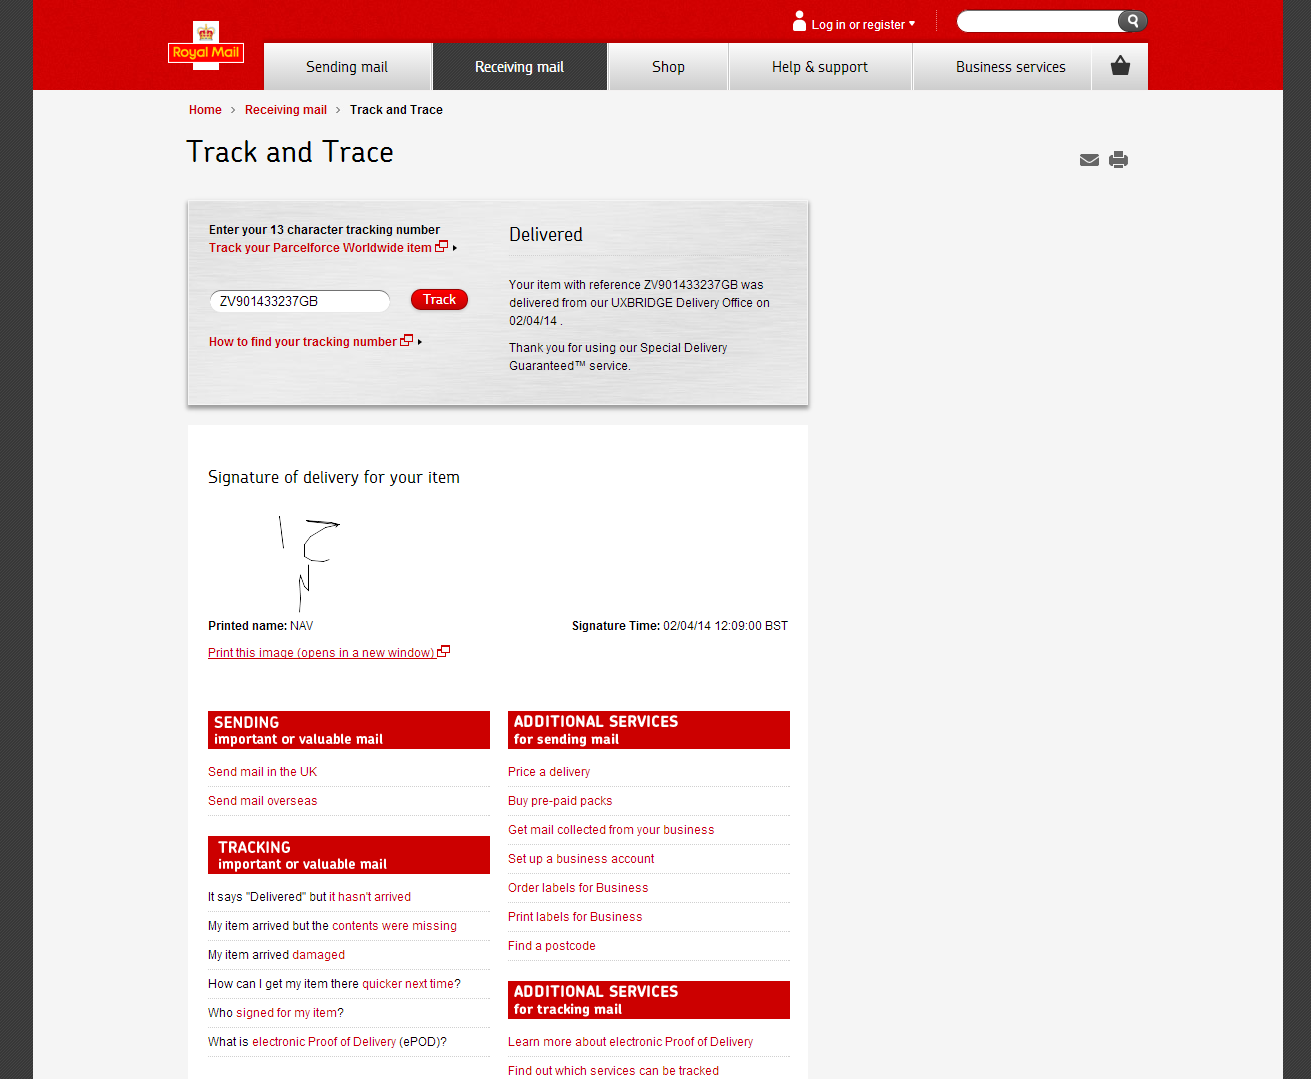 Royal Mail
Log in or register
Sending mail
Receiving mail
Shop
Help & support
Business services
Home › Receiving mail › Track and Trace
Track and Trace
Enter your 13 character tracking number
Track your Parcelforce Worldwide item
ZV901433237GB
Track
How to find your tracking number
Delivered
Your item with reference ZV901433237GB was
delivered from our UXBRIDGE Delivery Office on
02/04/14 .
Thank you for using our Special Delivery
Guaranteed™ service.
Signature of delivery for your item
Printed name: NAV
Signature Time: 02/04/14 12:09:00 BST
Print this image (opens in a new window)
SENDING
important or valuable mail
Send mail in the UK
Send mail overseas
TRACKING
important or valuable mail
It says "Delivered" but it hasn't arrived
My item arrived but the contents were missing
My item arrived damaged
How can I get my item there quicker next time?
Who signed for my item?
What is electronic Proof of Delivery (ePOD)?
ADDITIONAL SERVICES
for sending mail
Price a delivery
Buy pre-paid packs
Get mail collected from your business
Set up a business account
Order labels for Business
Print labels for Business
Find a postcode
ADDITIONAL SERVICES
for tracking mail
Learn more about electronic Proof of Delivery
Find out which services can be tracked